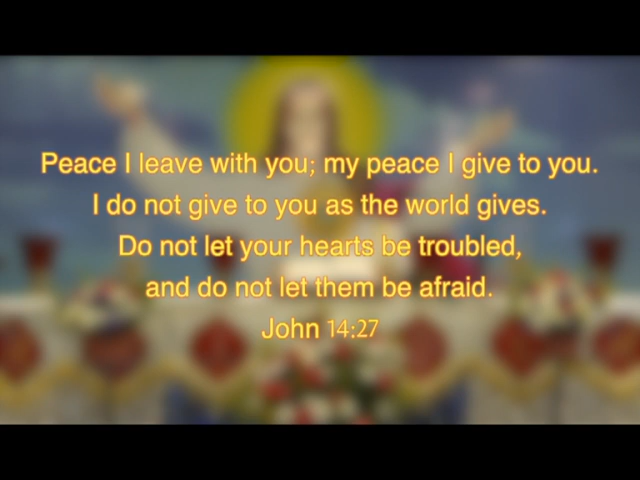 Peace I leave with you; my peace I give to you.
I do not give to you as the world gives.
Do not let your hearts be troubled,
and do not let them be afraid.
John 14:27